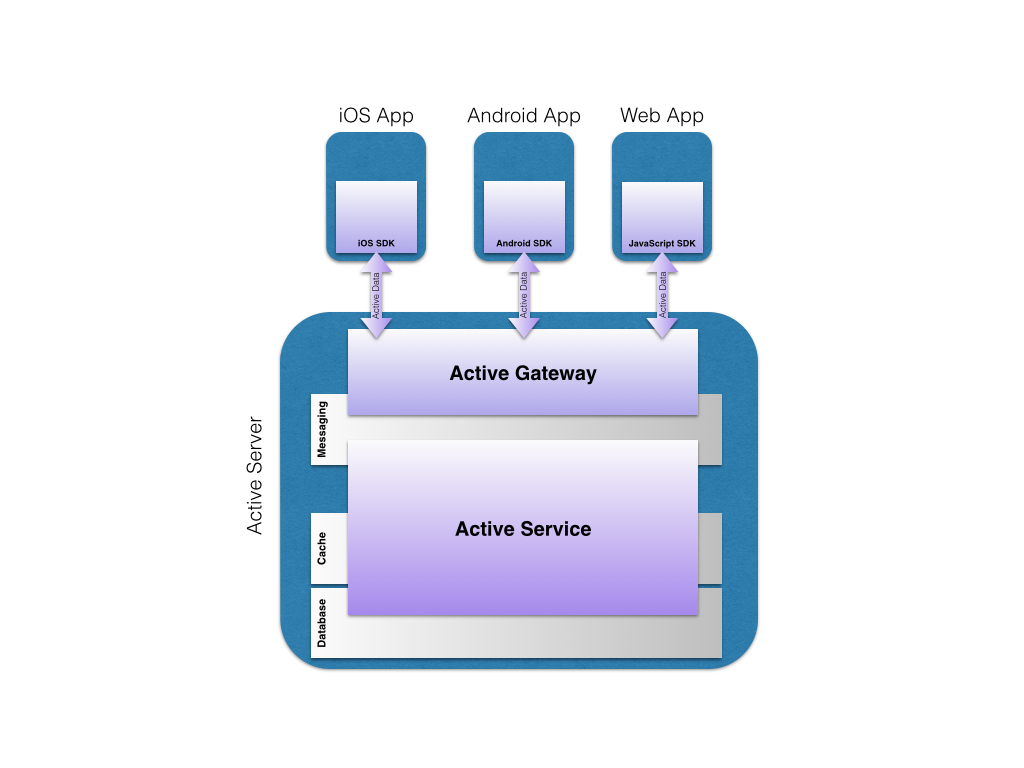 iOS App
Android App
Web App
iOS SDK
Android SDK
JavaScript SDK
Active Data
Active Data
Active Data
Active Server
Active Gateway
Messaging
Active Service
Cache
Database